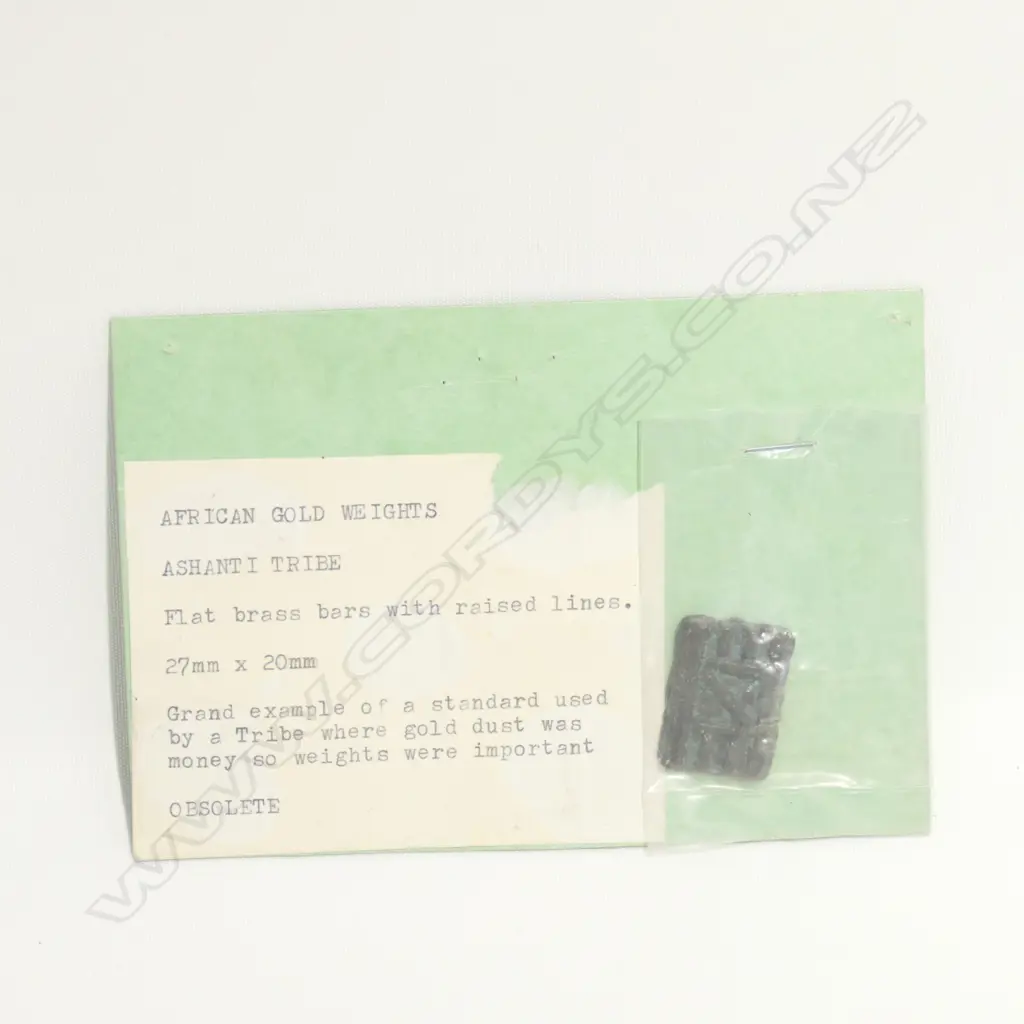 AFRICAN GOLD WEIGHTS
ASHANTI TRIBE
Flat brass bars with raised lines.
27mm x 20mm
Grand example of a standard used
by a Tribe where gold dust was
money so weights were important
OBSOLETE
WWW.CORDYS.CO.NZ